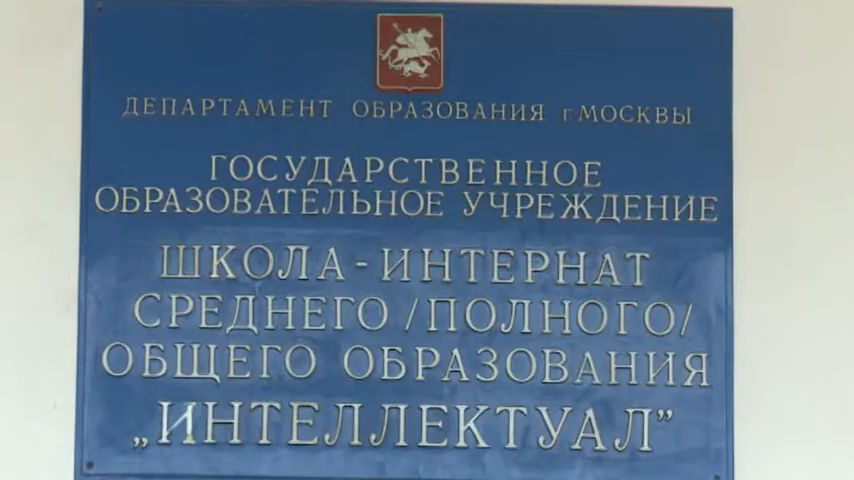 ДЕПАРТАМЕНТ ОБРАЗОВАНИЯ г. МОСКВЫ
ГОСУДАРСТВЕННОЕ
ОБРАЗОВАТЕЛЬНОЕ УЧРЕЖДЕНИЕ
ШКОЛА - ИНТЕРНАТ
СРЕДНЕГО /ПОЛНОГО/
ОБЩЕГО ОБРАЗОВАНИЯ
„ИНТЕЛЛЕКТУАЛ”